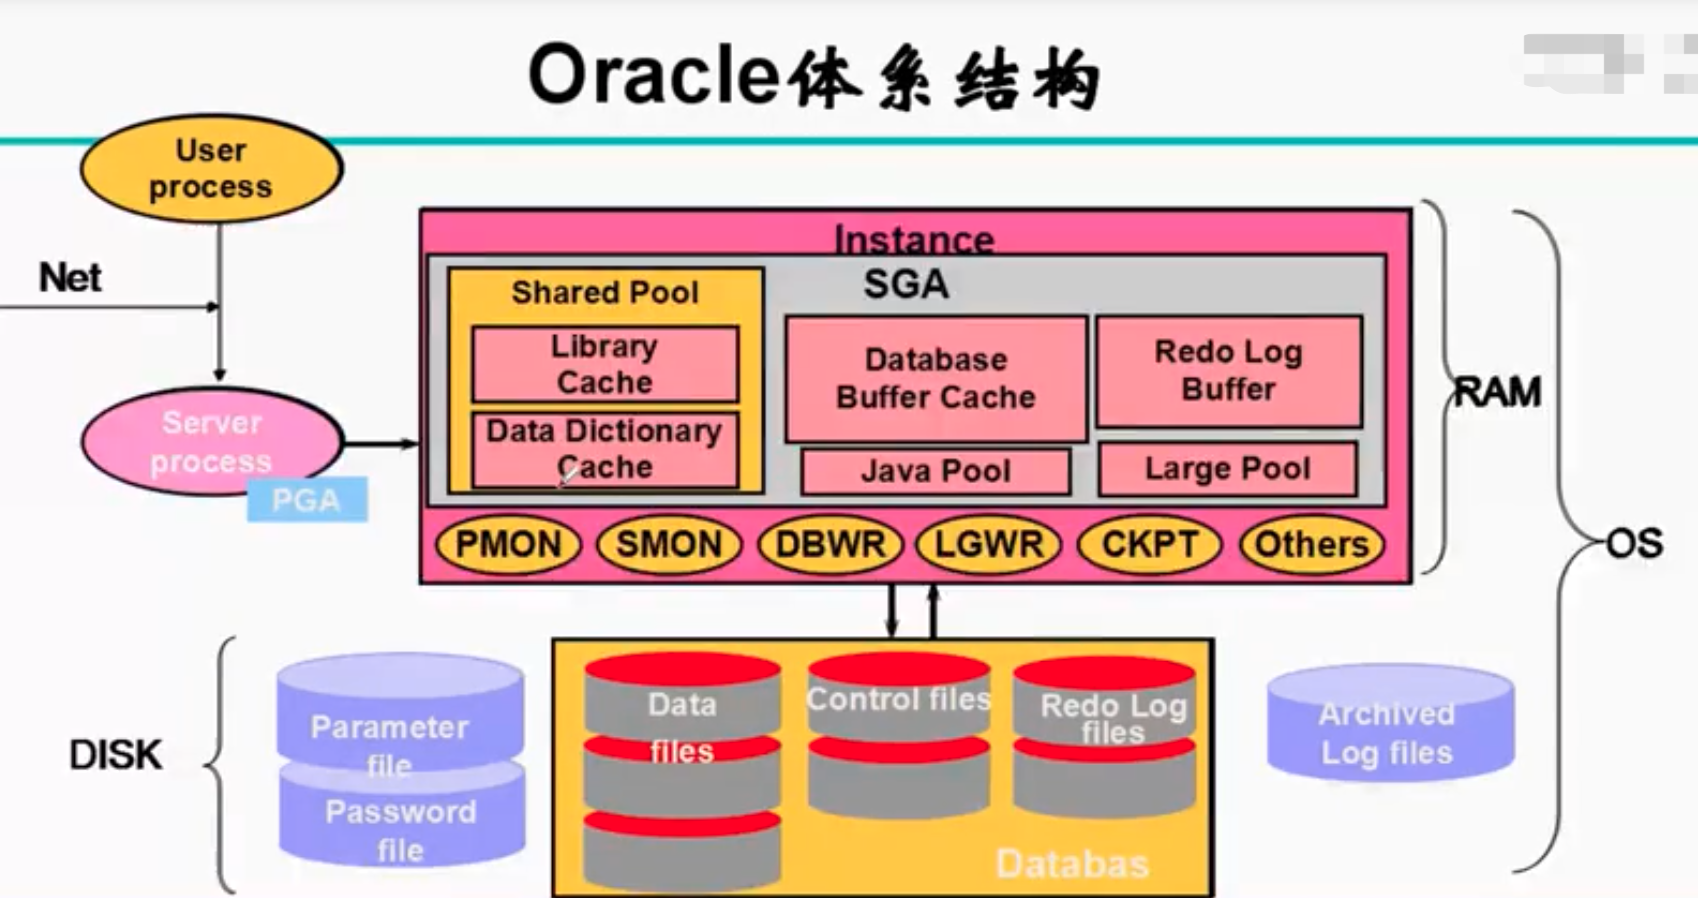 Oracle体系结构
User
process
Net
Server
process
PGA
Instance
SGA
Shared Pool
Library
Cache
Data Dictionary
Cache
Database
Buffer Cache
Redo Log
Buffer
Java Pool
Large Pool
PMON
SMON
DBWR
LGWR
CKPT
Others
RAM
OS
DISK
Parameter
file
Password
file
Data
files
Control files
Redo Log
files
Databas
Archived
Log files